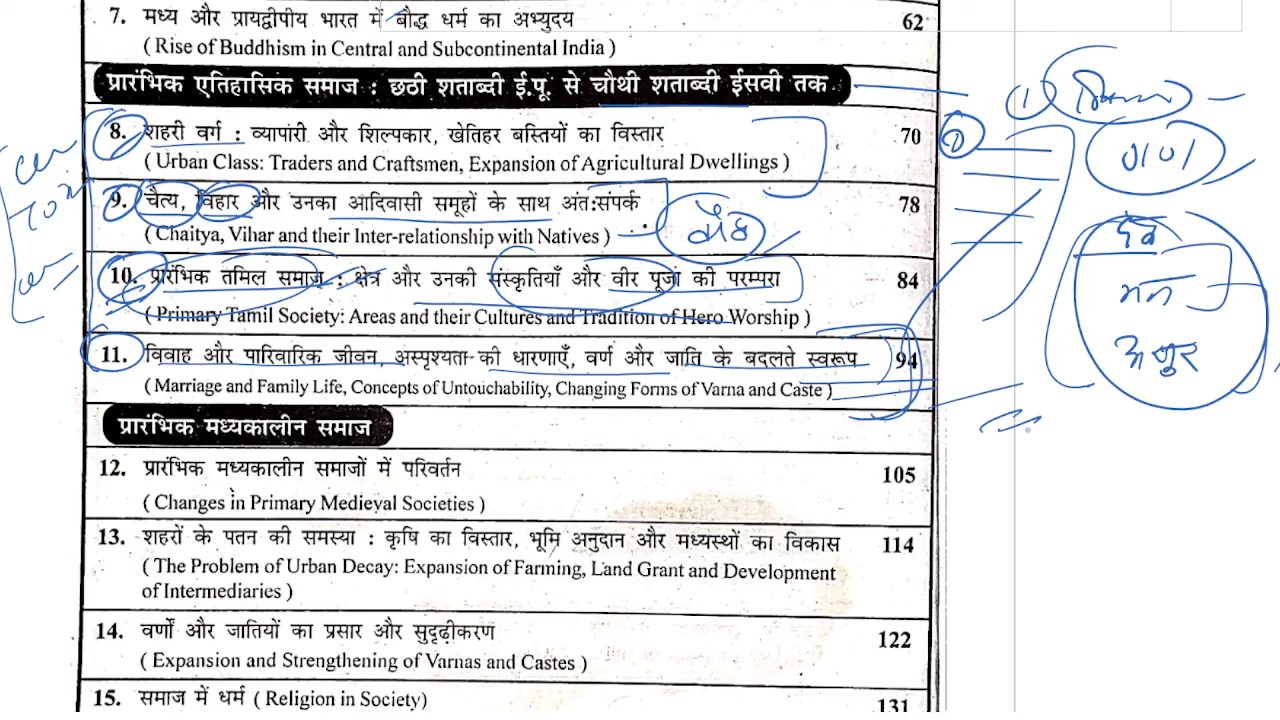 7. मध्य और प्रायद्वीपीय भारत में बौद्ध धर्म का अभ्युदय 62
( Rise of Buddhism in Central and Subcontinental India )
प्रारंभिक एतिहासिक समाज : छठी शताब्दी ई.पू. से चौथी शताब्दी ईसवी तक
8. शहरी वर्ग : व्यापारी और शिल्पकार, खेतिहर बस्तियों का विस्तार 70
( Urban Class: Traders and Craftsmen, Expansion of Agricultural Dwellings )
9. चैत्य, विहार और उनका आदिवासी समूहों के साथ अंत:संपर्क 78
( Chaitya, Vihar and their Inter-relationship with Natives )
10. प्रारंभिक तमिल समाज : क्षेत्र और उनकी संस्कृतियाँ और वीर पूजा की परम्परा 84
( Primary Tamil Society: Areas and their Cultures and Tradition of Hero Worship )
11. विवाह और पारिवारिक जीवन, अस्पृश्यता की धारणाएँ, वर्ण और जाति के बदलते स्वरूप 94
( Marriage and Family Life, Concepts of Untouchability, Changing Forms of Varna and Caste )
प्रारंभिक मध्यकालीन समाज
12. प्रारंभिक मध्यकालीन समाजों में परिवर्तन 105
( Changes in Primary Medieval Societies )
13. शहरों के पतन की समस्या : कृषि का विस्तार, भूमि अनुदान और मध्यस्थों का विकास 114
( The Problem of Urban Decay: Expansion of Farming, Land Grant and Development
of Intermediaries )
14. वर्णों और जातियों का प्रसार और सुदृढ़ीकरण 122
( Expansion and Strengthening of Varnas and Castes )
15. समाज में धर्म ( Religion in Society) 131